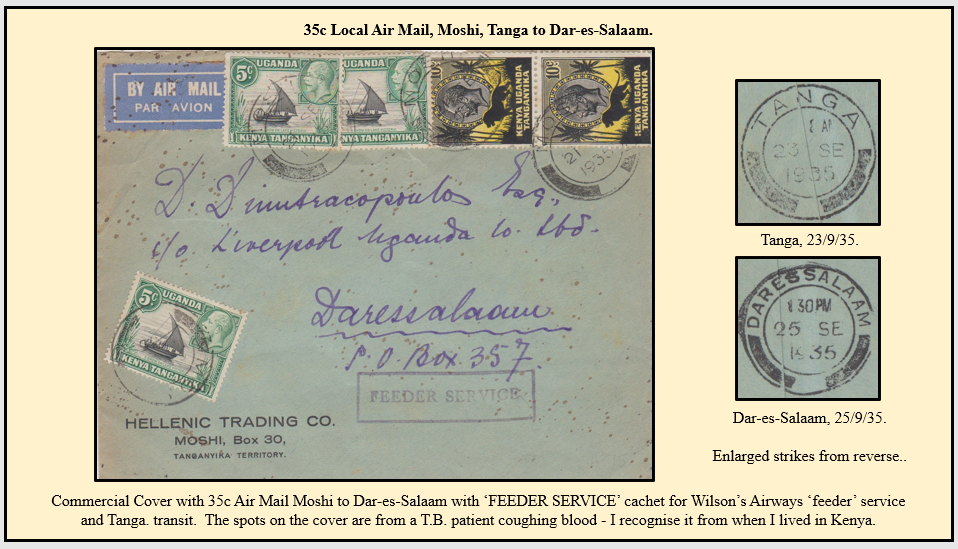 35c Local Air Mail, Moshi, Tanga to Dar-es-Salaam.
BY AIR MAIL
PAR AVION
5c UGANDA
KENYA TANGANYIKA
5c UGANDA
KENYA TANGANYIKA
10c
KENYA UGANDA
TANGANYIKA
10c
KENYA UGANDA
TANGANYIKA
1935
D. Dimitracopoulos Esq,
c/o Liverpool Uganda Co. Ltd.
Daressalaam
P.O. Box 357.
5c UGANDA
KENYA TANGANYIKA
FEEDER SERVICE
HELLENIC TRADING CO.
MOSHI, Box 30,
TANGANYIKA TERRITORY.
TANGA
23 SE
1935
Tanga, 23/9/35.
DARESSALAAM
1 30PM
25 SE
1935
Dar-es-Salaam, 25/9/35.
Enlarged strikes from reverse..
Commercial Cover with 35c Air Mail Moshi to Dar-es-Salaam with ‘FEEDER SERVICE’ cachet for Wilson’s Airways ‘feeder’ service
and Tanga. transit. The spots on the cover are from a T.B. patient coughing blood - I recognise it from when I lived in Kenya.